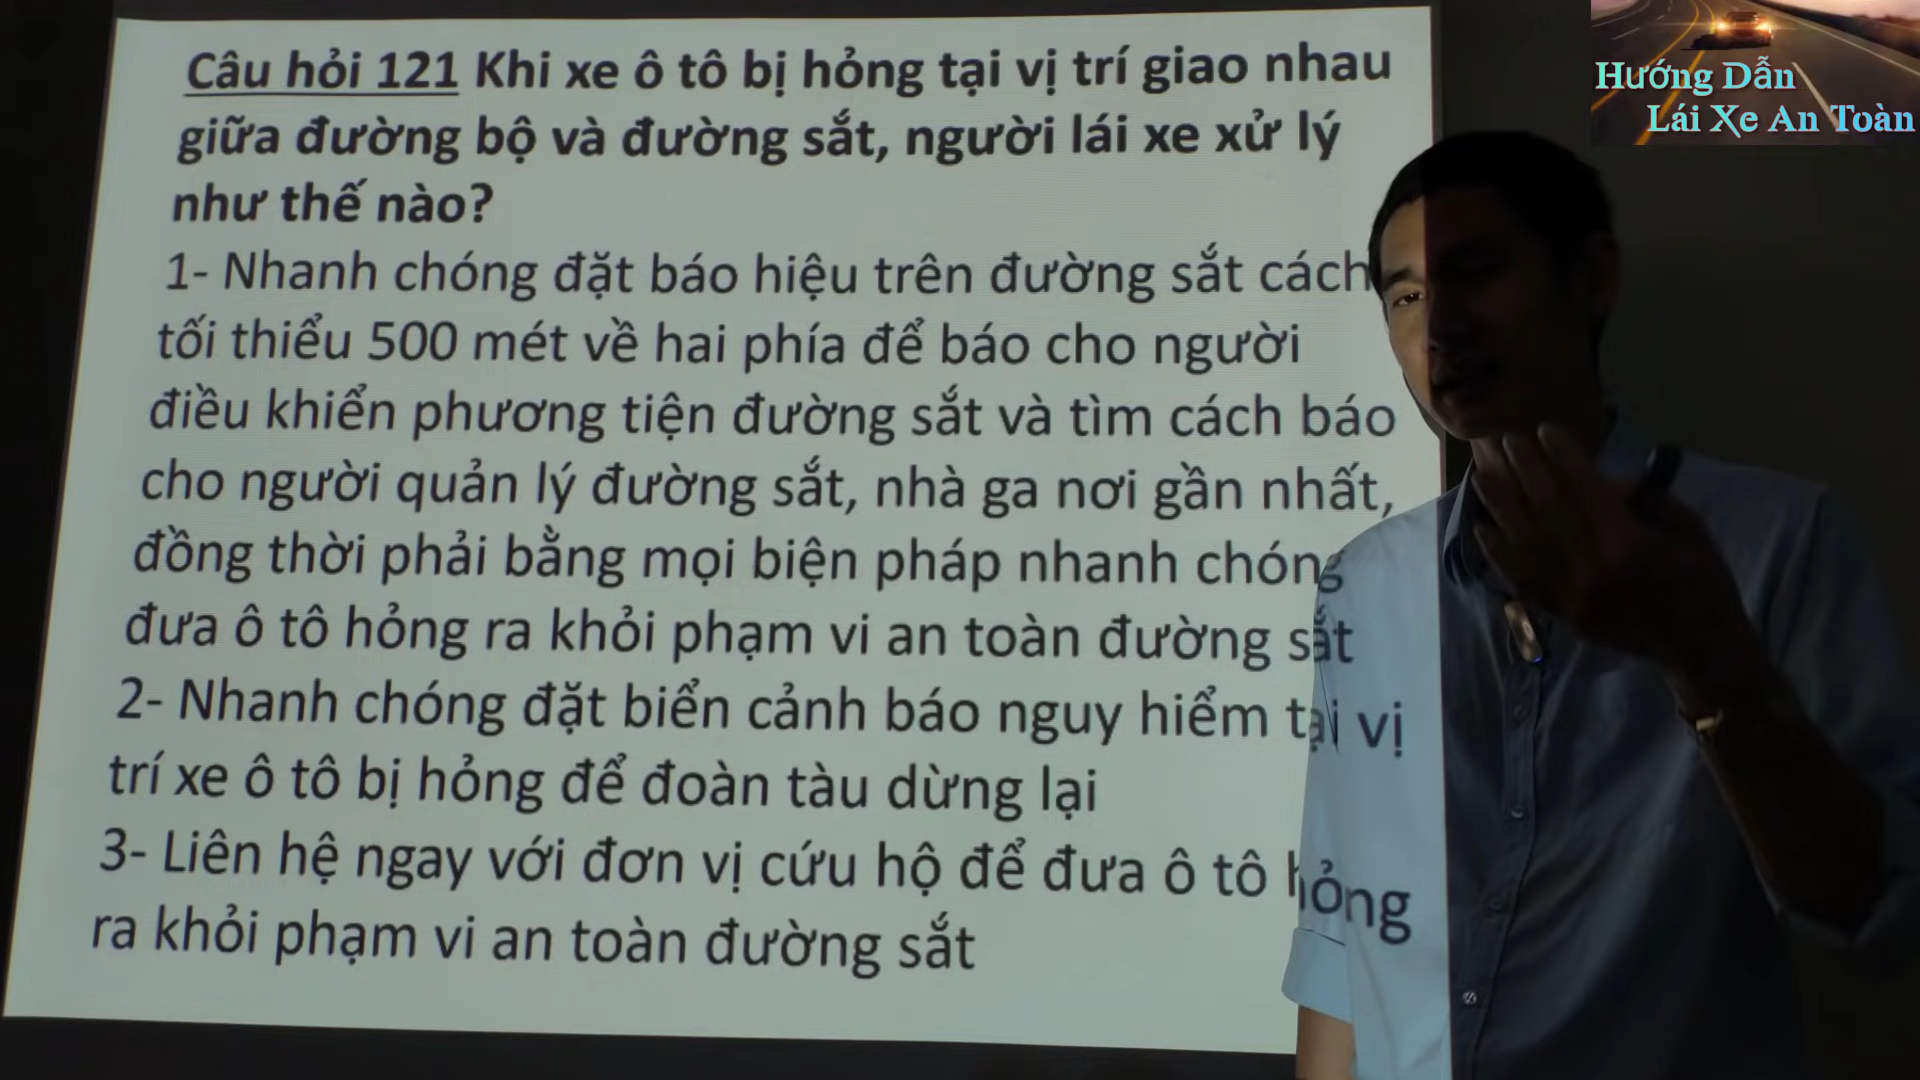 Câu hỏi 121 Khi xe ô tô bị hỏng tại vị trí giao nhau
giữa đường bộ và đường sắt, người lái xe xử lý
như thế nào?
1- Nhanh chóng đặt báo hiệu trên đường sắt cách
tối thiểu 500 mét về hai phía để báo cho người
điều khiển phương tiện đường sắt và tìm cách báo
cho người quản lý đường sắt, nhà ga nơi gần nhất,
đồng thời phải bằng mọi biện pháp nhanh chóng
đưa ô tô hỏng ra khỏi phạm vi an toàn đường sắt
2- Nhanh chóng đặt biển cảnh báo nguy hiểm tại vị
trí xe ô tô bị hỏng để đoàn tàu dừng lại
3- Liên hệ ngay với đơn vị cứu hộ để đưa ô tô hỏng
ra khỏi phạm vi an toàn đường sắt
Hướng Dẫn
Lái Xe An Toàn